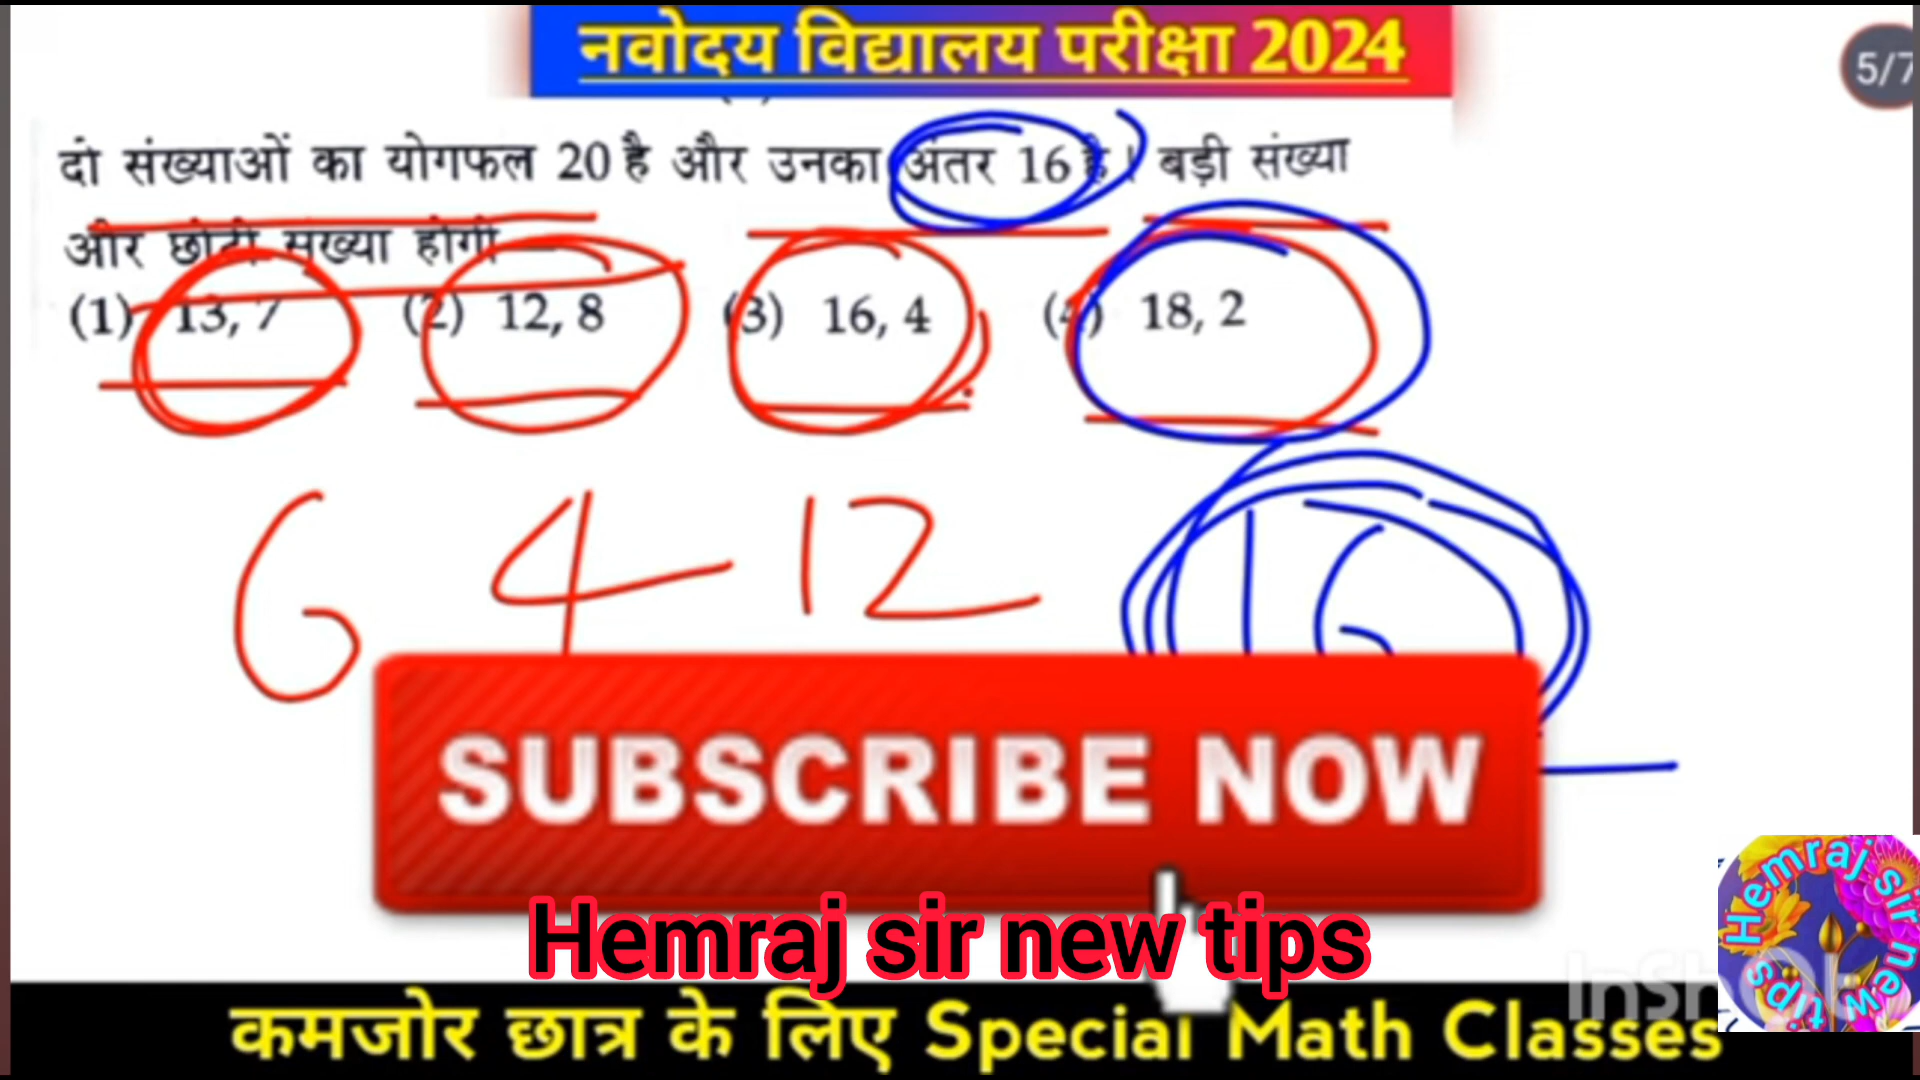 नवोदय विद्यालय परीक्षा 2024
5/7
दो संख्याओं का योगफल 20 है और उनका अंतर 16 है। बड़ी संख्या
और छोटी संख्या होगी
(1) 13, 7 (2) 12, 8 (3) 16, 4 (4) 18, 2
6 4 12 16
SUBSCRIBE NOW
Hemraj sir new tips
Hemraj sir new tips
InShOt
कमजोर छात्र के लिए Special Math Classes